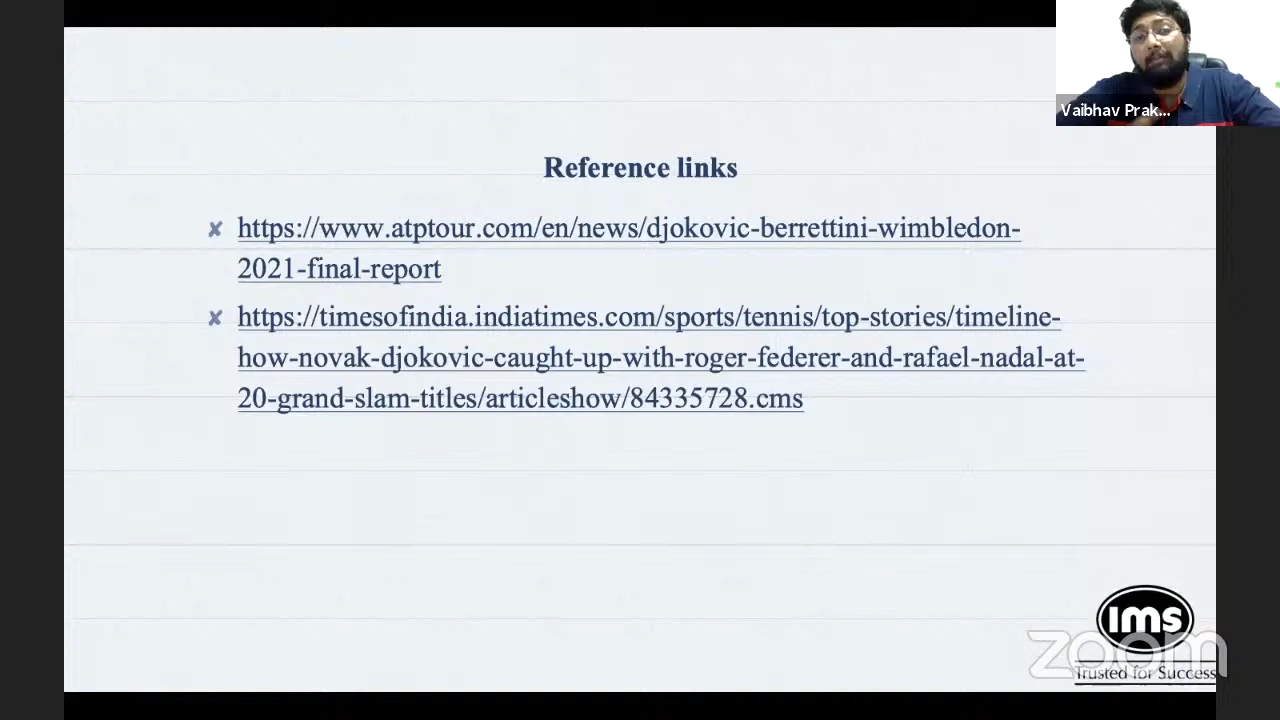 Vaibhav Prak...
Reference links
https://www.atptour.com/en/news/djokovic-berrettini-wimbledon-
2021-final-report
https://timesofindia.indiatimes.com/sports/tennis/top-stories/timeline-
how-novak-djokovic-caught-up-with-roger-federer-and-rafael-nadal-at-
20-grand-slam-titles/articleshow/84335728.cms
ims
zoom
Trusted for Success